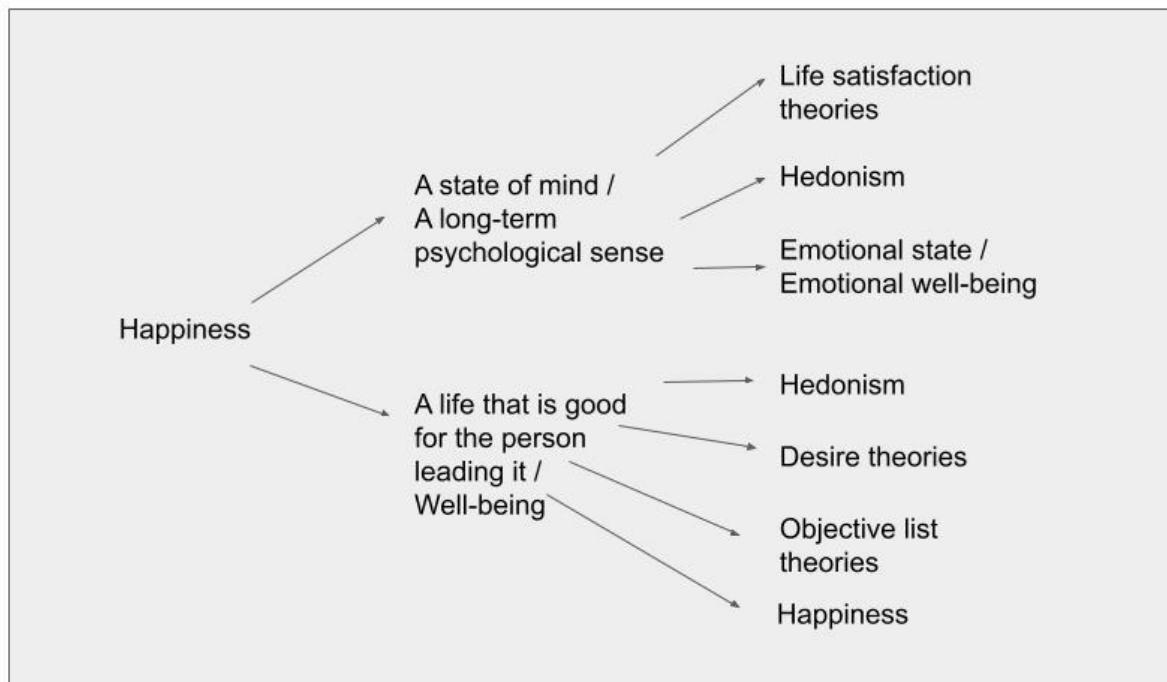 Happiness
A state of mind /
A long-term
psychological sense
Life satisfaction
theories
Hedonism
Emotional state /
Emotional well-being
A life that is good
for the person
leading it /
Well-being
Hedonism
Desire theories
Objective list
theories
Happiness